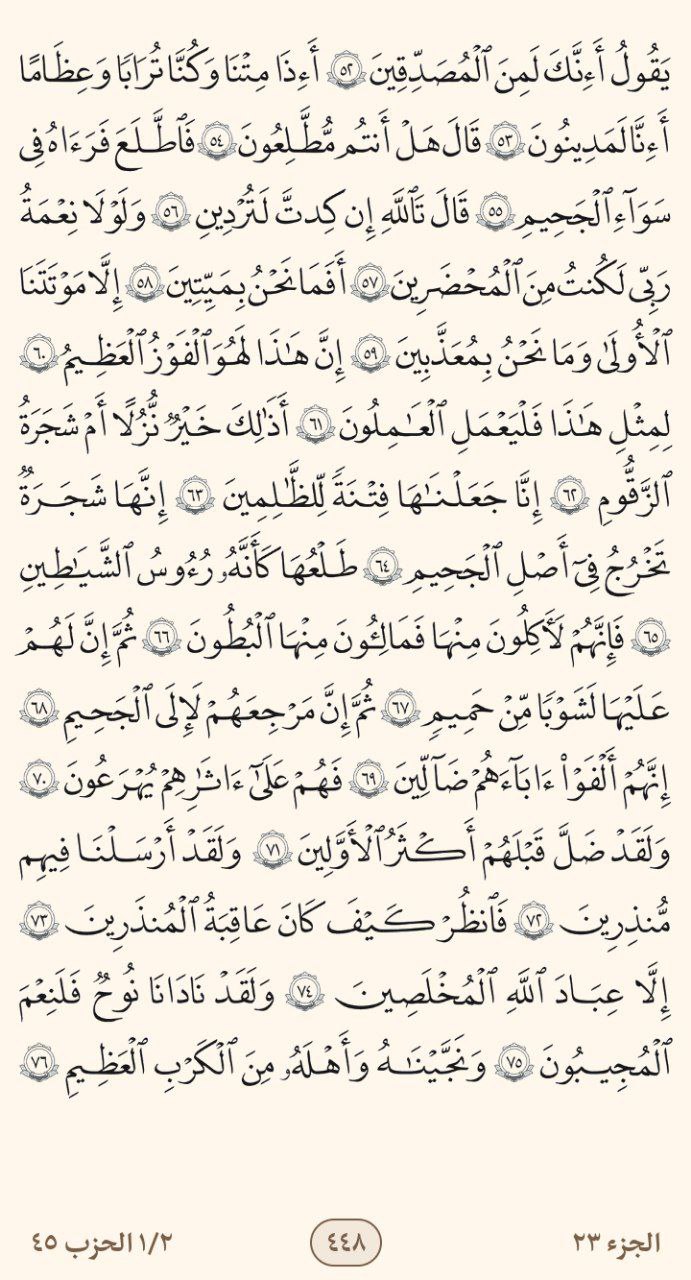 يَقُولُ أَءِنَّكَ لَمِنَ ٱلْمُصَدِّقِينَ ٥٢ أَءِذَا مِتْنَا وَكُنَّا تُرَابًا وَعِظَٰمًا
أَءِنَّا لَمَدِينُونَ ٥٣ قَالَ هَلْ أَنتُم مُّطَّلِعُونَ ٥٤ فَٱطَّلَعَ فَرَءَاهُ فِى
سَوَآءِ ٱلْجَحِيمِ ٥٥ قَالَ تَٱللَّهِ إِن كِدتَّ لَتُرْدِينِ ٥٦ وَلَوْلَا نِعْمَةُ
رَبِّى لَكُنتُ مِنَ ٱلْمُحْضَرِينَ ٥٧ أَفَمَا نَحْنُ بِمَيِّتِينَ ٥٨ إِلَّا مَوْتَتَنَا
ٱلْأُولَىٰ وَمَا نَحْنُ بِمُعَذَّبِينَ ٥٩ إِنَّ هَٰذَا لَهُوَ ٱلْفَوْزُ ٱلْعَظِيمُ ٦٠
لِمِثْلِ هَٰذَا فَلْيَعْمَلِ ٱلْعَٰمِلُونَ ٦١ أَذَٰلِكَ خَيْرٌ نُّزُلًا أَمْ شَجَرَةُ
ٱلزَّقُّومِ ٦٢ إِنَّا جَعَلْنَٰهَا فِتْنَةً لِّلظَّٰلِمِينَ ٦٣ إِنَّهَا شَجَرَةٌ
تَخْرُجُ فِىٓ أَصْلِ ٱلْجَحِيمِ ٦٤ طَلْعُهَا كَأَنَّهُۥ رُءُوسُ ٱلشَّيَٰطِينِ
٦٥ فَإِنَّهُمْ لَءَاكِلُونَ مِنْهَا فَمَالِـُٔونَ مِنْهَا ٱلْبُطُونَ ٦٦ ثُمَّ إِنَّ لَهُمْ
عَلَيْهَا لَشَوْبًا مِّنْ حَمِيمٍ ٦٧ ثُمَّ إِنَّ مَرْجِعَهُمْ لَإِلَى ٱلْجَحِيمِ ٦٨
إِنَّهُمْ أَلْفَوْا۟ ءَابَآءَهُمْ ضَآلِّينَ ٦٩ فَهُمْ عَلَىٰٓ ءَاثَٰرِهِمْ يُهْرَعُونَ ٧٠
وَلَقَدْ ضَلَّ قَبْلَهُمْ أَكْثَرُ ٱلْأَوَّلِينَ ٧١ وَلَقَدْ أَرْسَلْنَا فِيهِم
مُّنذِرِينَ ٧٢ فَٱنظُرْ كَيْفَ كَانَ عَٰقِبَةُ ٱلْمُنذَرِينَ ٧٣
إِلَّا عِبَادَ ٱللَّهِ ٱلْمُخْلَصِينَ ٧٤ وَلَقَدْ نَادَىٰنَا نُوحٌ فَلَنِعْمَ
ٱلْمُجِيبُونَ ٧٥ وَنَجَّيْنَٰهُ وَأَهْلَهُۥ مِنَ ٱلْكَرْبِ ٱلْعَظِيمِ ٧٦
الجزء ٢٣ ٤٤٨ ١/٢ الحزب ٤٥